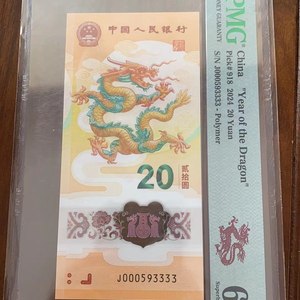 中国人民银行
20
贰拾圆
J000593333
PMG
China "Year of the Dragon"
Pick# 918 2024 20 Yuan
S/N J000593333 - Polymer
6